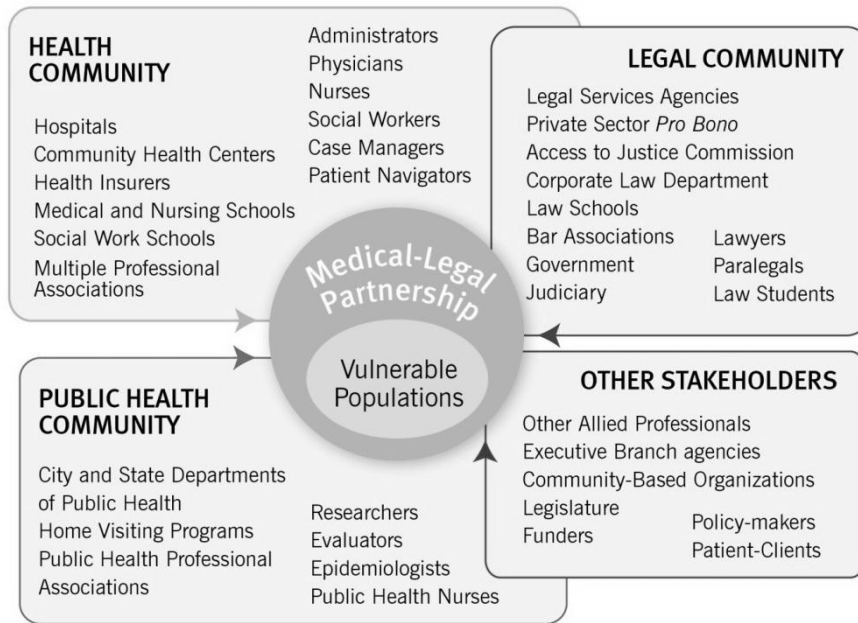 HEALTH
COMMUNITY
Hospitals
Community Health Centers
Health Insurers
Medical and Nursing Schools
Social Work Schools
Multiple Professional
Associations
Administrators
Physicians
Nurses
Social Workers
Case Managers
Patient Navigators
LEGAL COMMUNITY
Legal Services Agencies
Private Sector Pro Bono
Access to Justice Commission
Corporate Law Department
Law Schools
Bar Associations
Government
Judiciary
Lawyers
Paralegals
Law Students
Medical-Legal
Partnership
Vulnerable
Populations
PUBLIC HEALTH
COMMUNITY
City and State Departments
of Public Health
Home Visiting Programs
Public Health Professional
Associations
Researchers
Evaluators
Epidemiologists
Public Health Nurses
OTHER STAKEHOLDERS
Other Allied Professionals
Executive Branch agencies
Community-Based Organizations
Legislature
Funders
Policy-makers
Patient-Clients